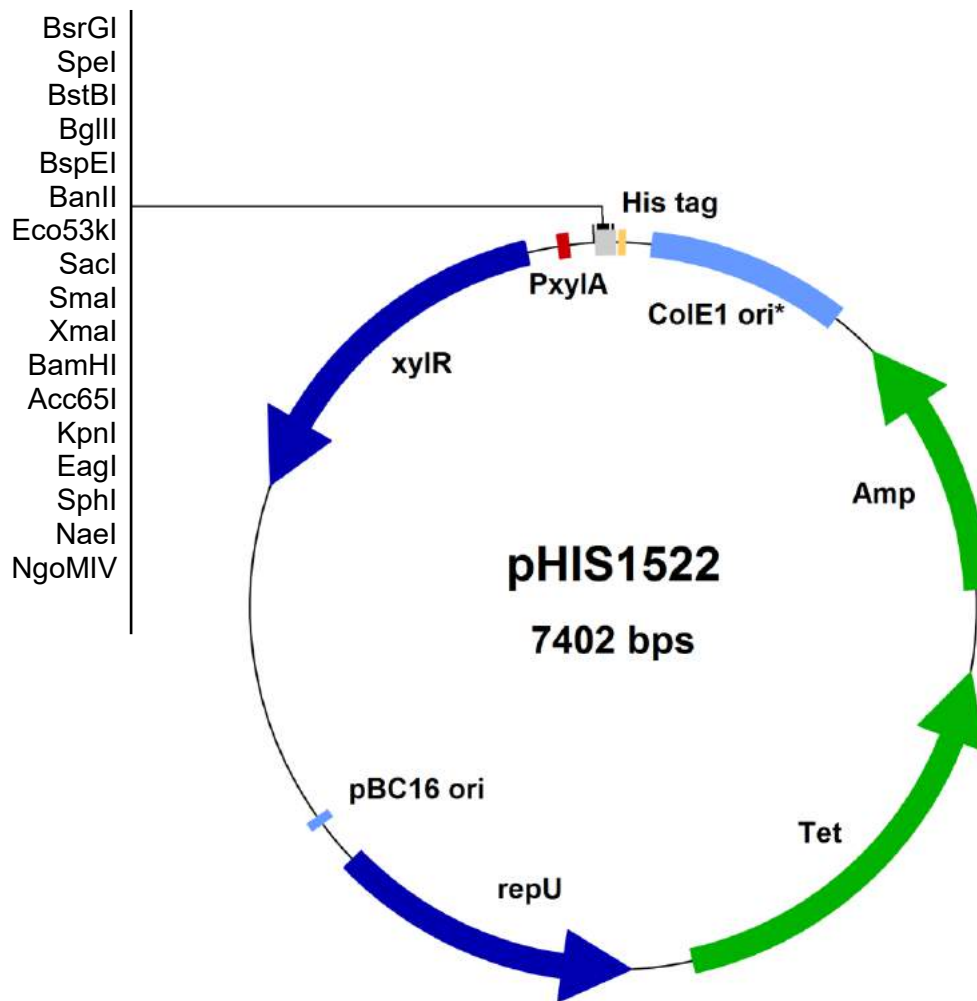 BsrGI
SpeI
BstBI
BglII
BspEI
BanII
Eco53kI
SacI
SmaI
XmaI
BamHI
Acc65I
KpnI
EagI
SphI
NaeI
NgoMIV
His tag
PxylA
ColE1 ori*
xylR
Amp
pHIS1522
7402 bps
pBC16 ori
Tet
repU